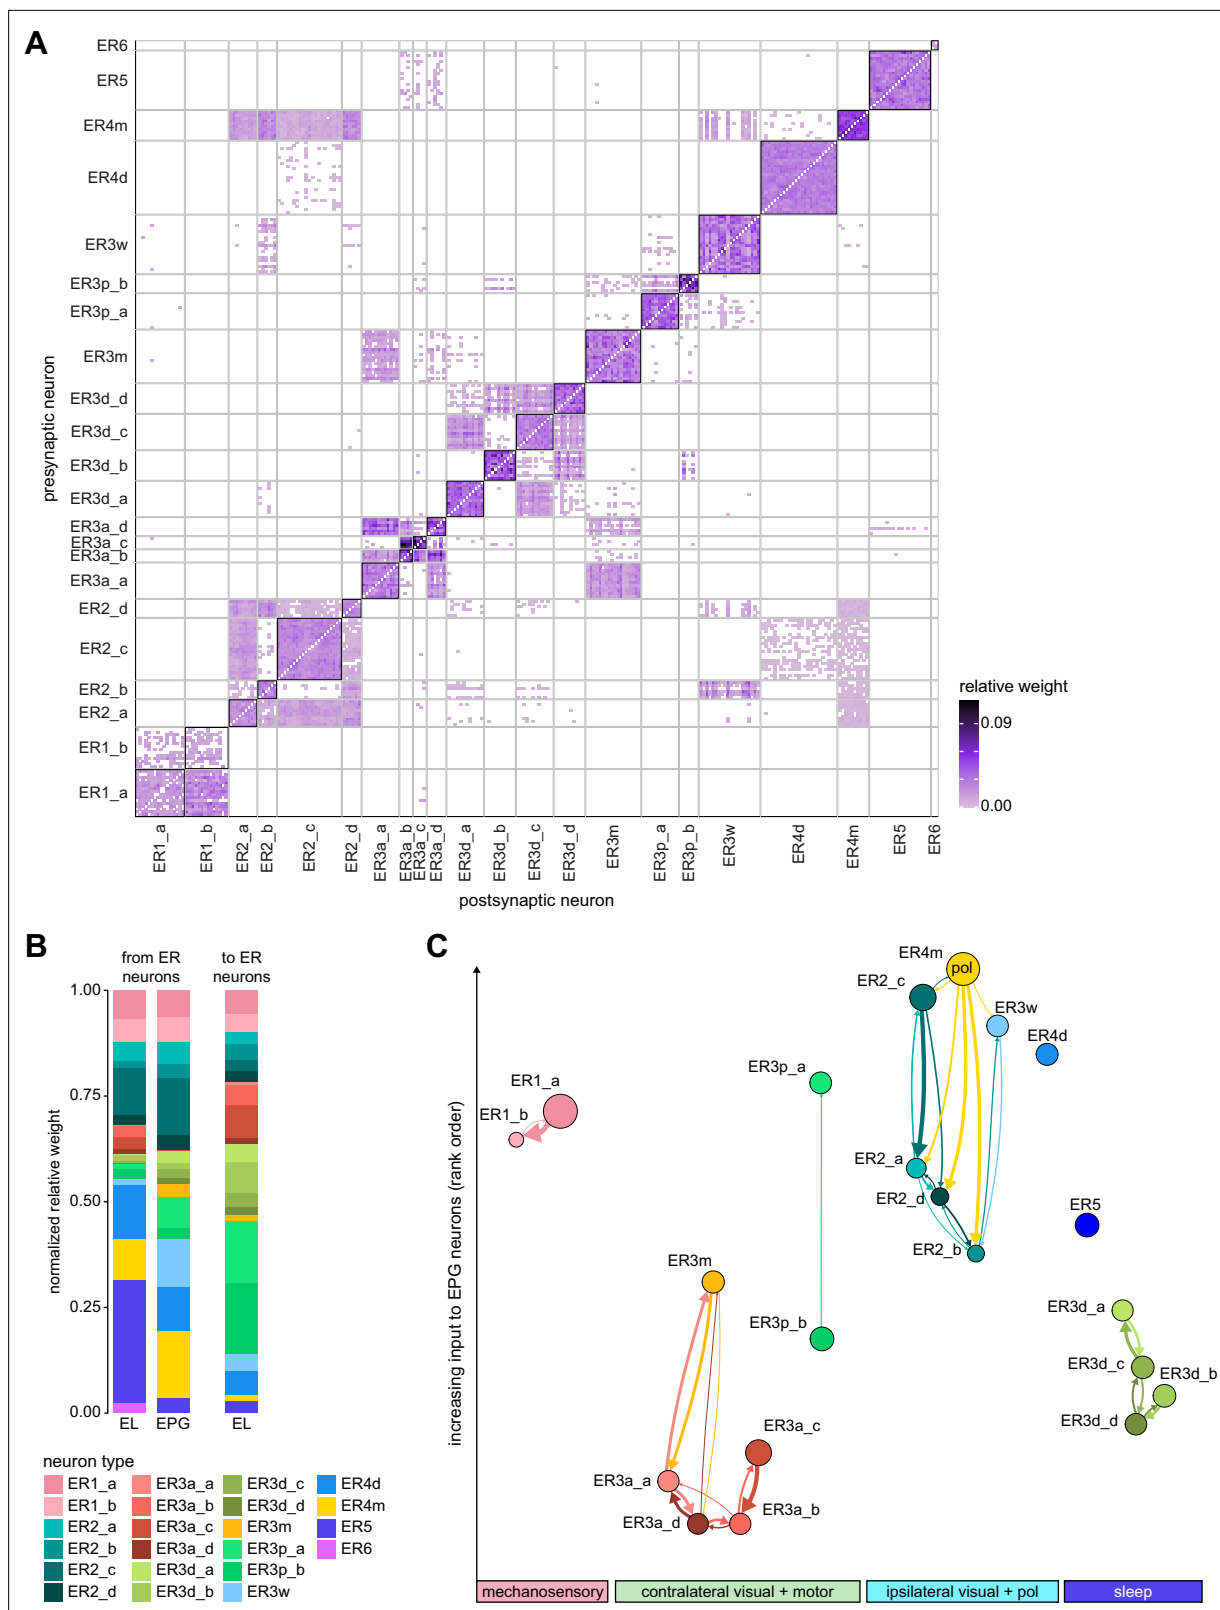 A
ER6
ER5
ER4m
ER4d
ER3w
ER3p_b
ER3p_a
ER3m
ER3d_d
ER3d_c
ER3d_b
ER3d_a
ER3a_d
ER3a_c
ER3a_b
ER3a_a
ER2_d
ER2_c
ER2_b
ER2_a
ER1_b
ER1_a
presynaptic neuron
ER1_a
ER1_b
ER2_a
ER2_b
ER2_c
ER2_d
ER3a_a
ER3a_b
ER3a_c
ER3a_d
ER3d_a
ER3d_b
ER3d_c
ER3d_d
ER3m
ER3p_a
ER3p_b
ER3w
ER4d
ER4m
ER5
ER6
postsynaptic neuron
relative weight
0.09
0.00
B
from ER
neurons
to ER
neurons
1.00
0.75
0.50
0.25
0.00
normalized relative weight
EL
EPG
EL
neuron type
ER1_a
ER1_b
ER2_a
ER2_b
ER2_c
ER2_d
ER3a_a
ER3a_b
ER3a_c
ER3a_d
ER3d_a
ER3d_b
ER3d_c
ER3d_d
ER3m
ER3p_a
ER3p_b
ER3w
ER4d
ER4m
ER5
ER6
C
increasing input to EPG neurons (rank order)
ER4m
pol
ER2_c
ER3w
ER4d
ER3p_a
ER1_a
ER1_b
ER2_a
ER2_d
ER5
ER2_b
ER3m
ER3d_a
ER3p_b
ER3d_c
ER3d_b
ER3d_d
ER3a_c
ER3a_a
ER3a_b
ER3a_d
mechanosensory
contralateral visual + motor
ipsilateral visual + pol
sleep